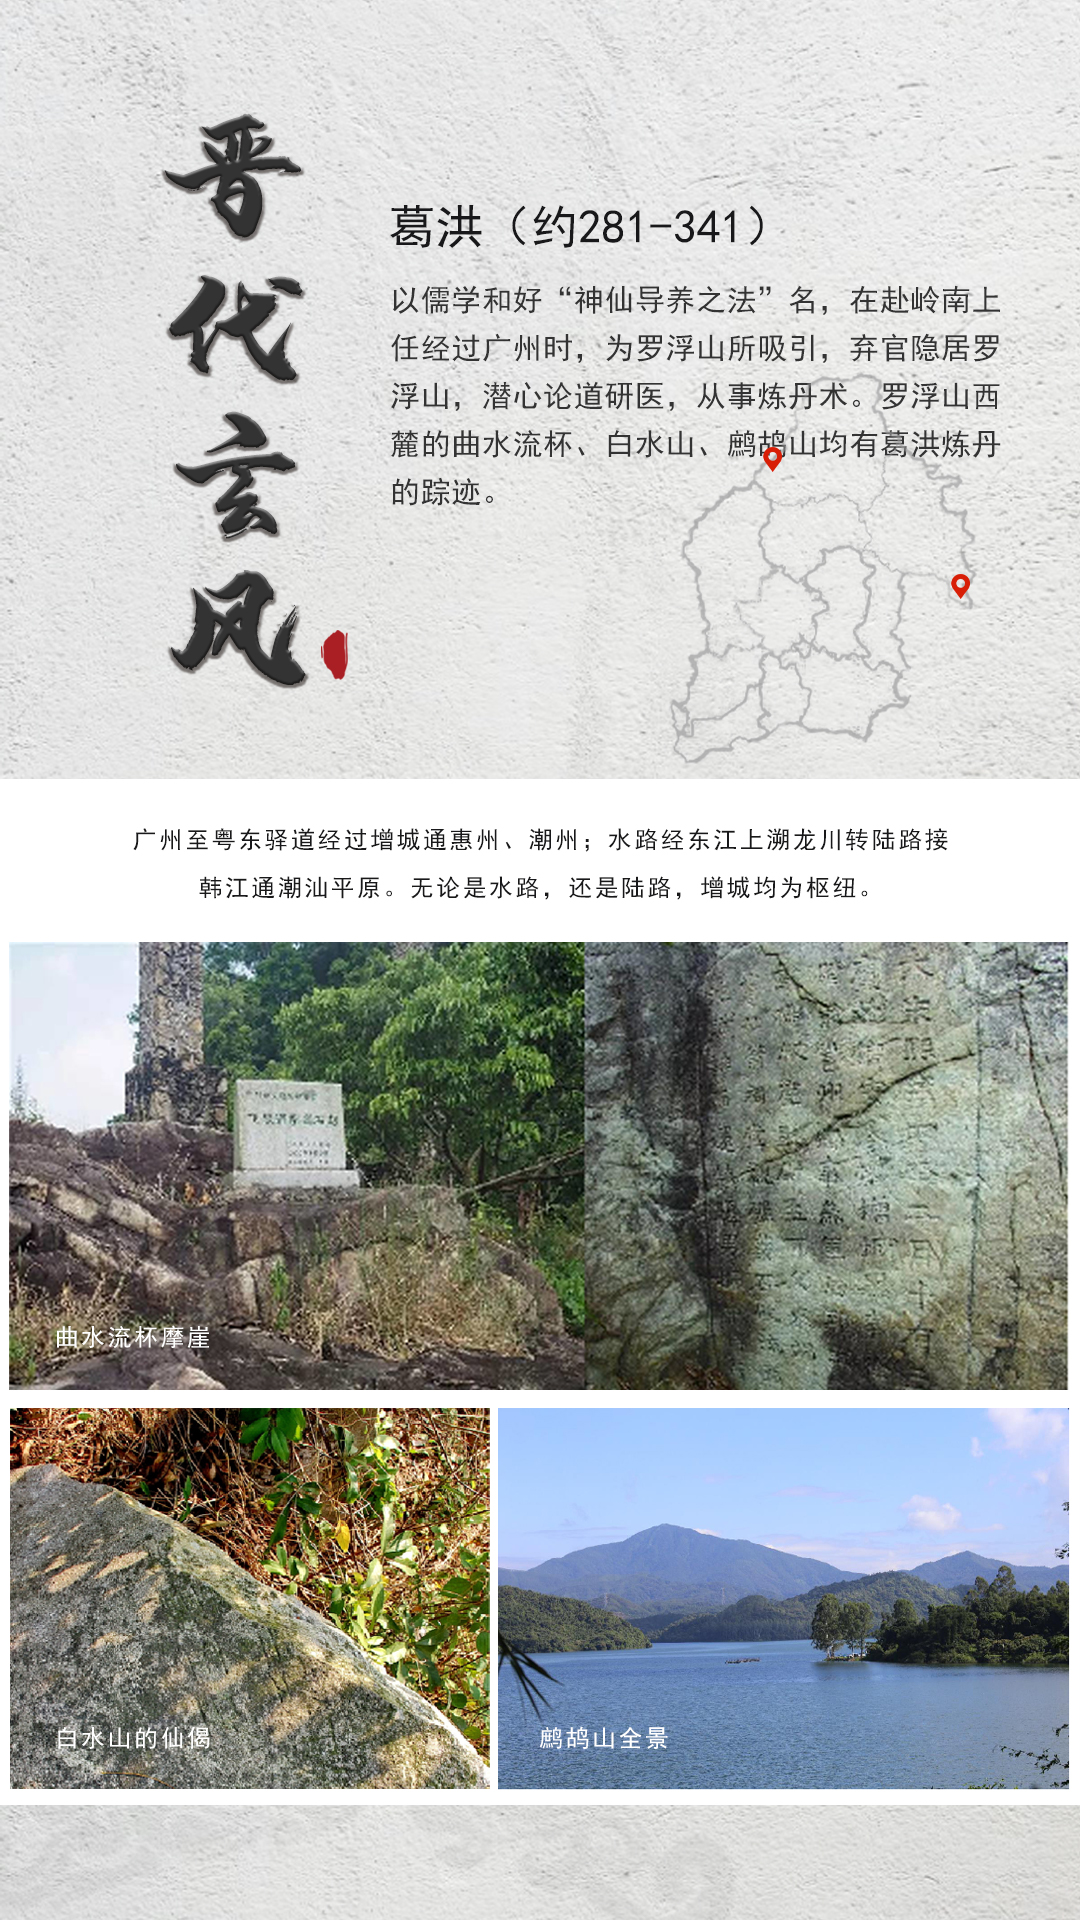 晋代玄风
葛洪（约281-341）
以儒学和好“神仙导养之法”名，在赴岭南上
任经过广州时，为罗浮山所吸引，弃官隐居罗
浮山，潜心论道研医，从事炼丹术。罗浮山西
麓的曲水流杯、白水山、鹧鸪山均有葛洪炼丹
的踪迹。
广州至粤东驿道经过增城通惠州、潮州；水路经东江上溯龙川转陆路接
韩江通潮汕平原。无论是水路，还是陆路，增城均为枢纽。
曲水流杯摩崖
白水山的仙偈
鹧鸪山全景